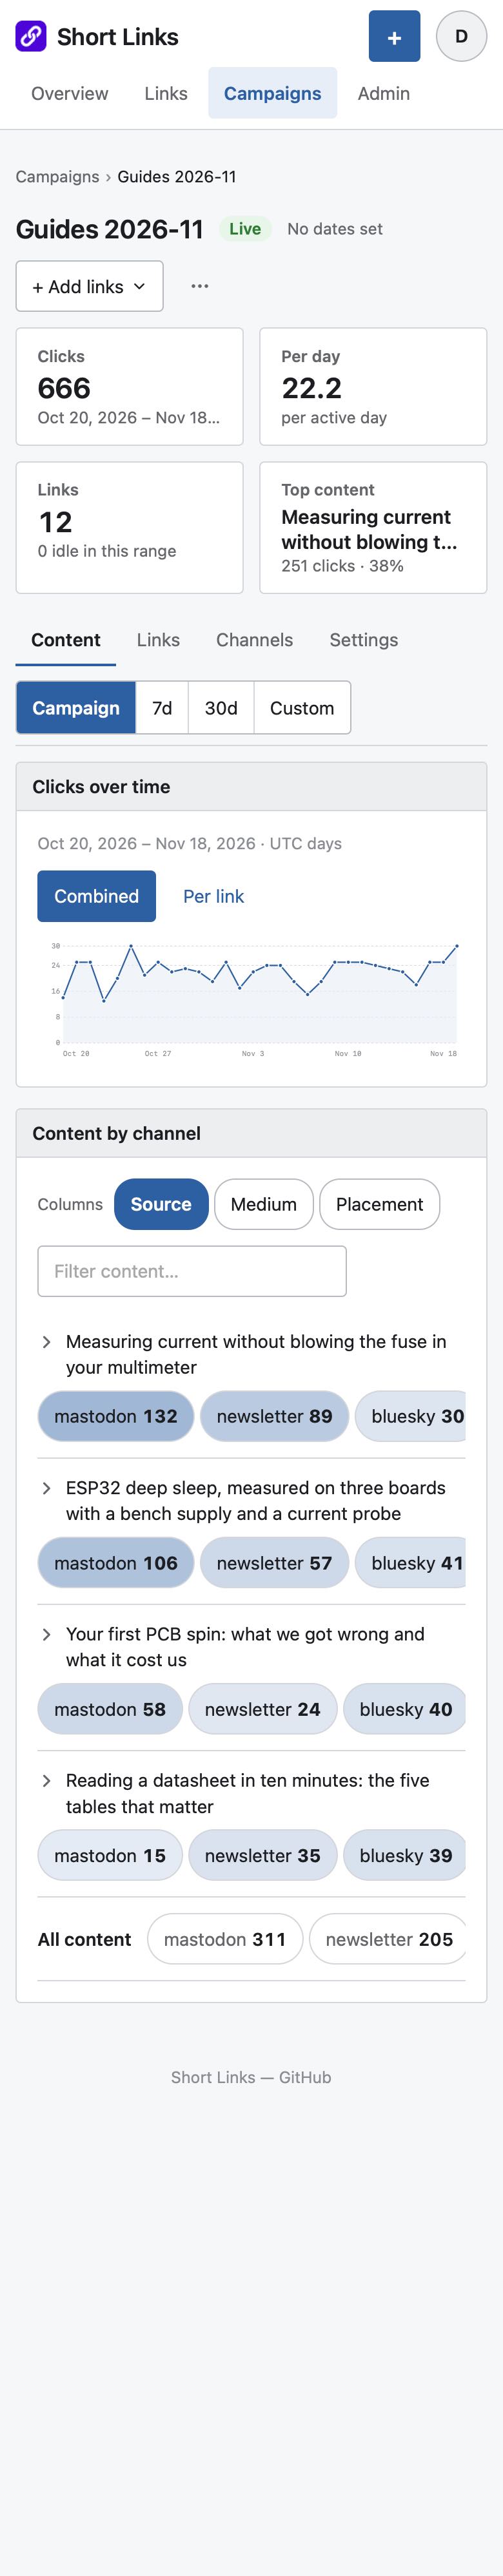 Short Links
+
D
Overview
Links
Campaigns
Admin
Campaigns › Guides 2026-11
Guides 2026-11
Live
No dates set
+ Add links
···
Clicks
666
Oct 20, 2026 – Nov 18...
Per day
22.2
per active day
Links
12
0 idle in this range
Top content
Measuring current
without blowing t...
251 clicks · 38%
Content
Links
Channels
Settings
Campaign
7d
30d
Custom
Clicks over time
Oct 20, 2026 – Nov 18, 2026 · UTC days
Combined
Per link
30
24
16
8
0
Oct 20
Oct 27
Nov 3
Nov 10
Nov 18
Content by channel
Columns
Source
Medium
Placement
Filter content...
Measuring current without blowing the fuse in
your multimeter
mastodon 132
newsletter 89
bluesky 30
ESP32 deep sleep, measured on three boards
with a bench supply and a current probe
mastodon 106
newsletter 57
bluesky 41
Your first PCB spin: what we got wrong and
what it cost us
mastodon 58
newsletter 24
bluesky 40
Reading a datasheet in ten minutes: the five
tables that matter
mastodon 15
newsletter 35
bluesky 39
All content
mastodon 311
newsletter 205
Short Links — GitHub